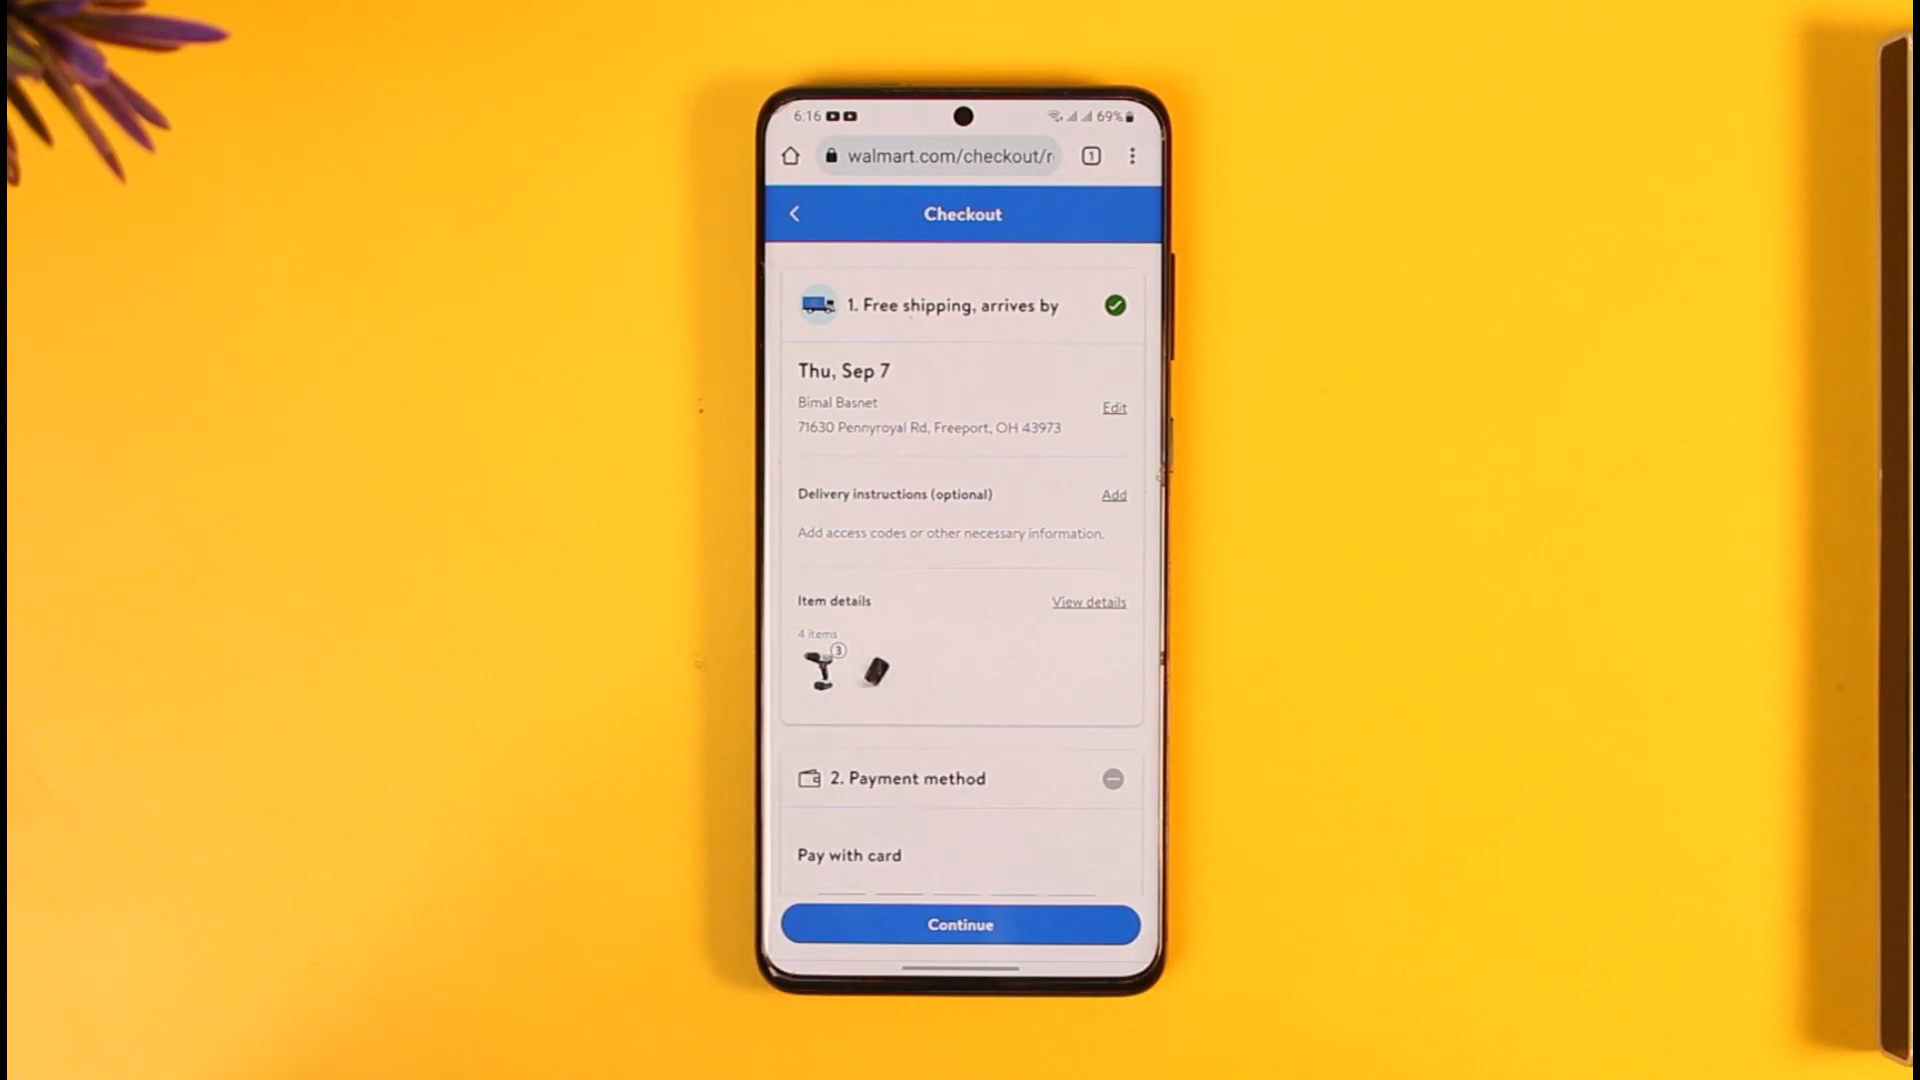 6:16 69%
walmart.com/checkout/r 1
Checkout
1. Free shipping, arrives by
Thu, Sep 7
Bimal Basnet
Edit
71630 Pennyroyal Rd, Freeport, OH 43973
Delivery instructions (optional) Add
Add access codes or other necessary information.
Item details View details
4 items
3
2. Payment method
Pay with card
Continue